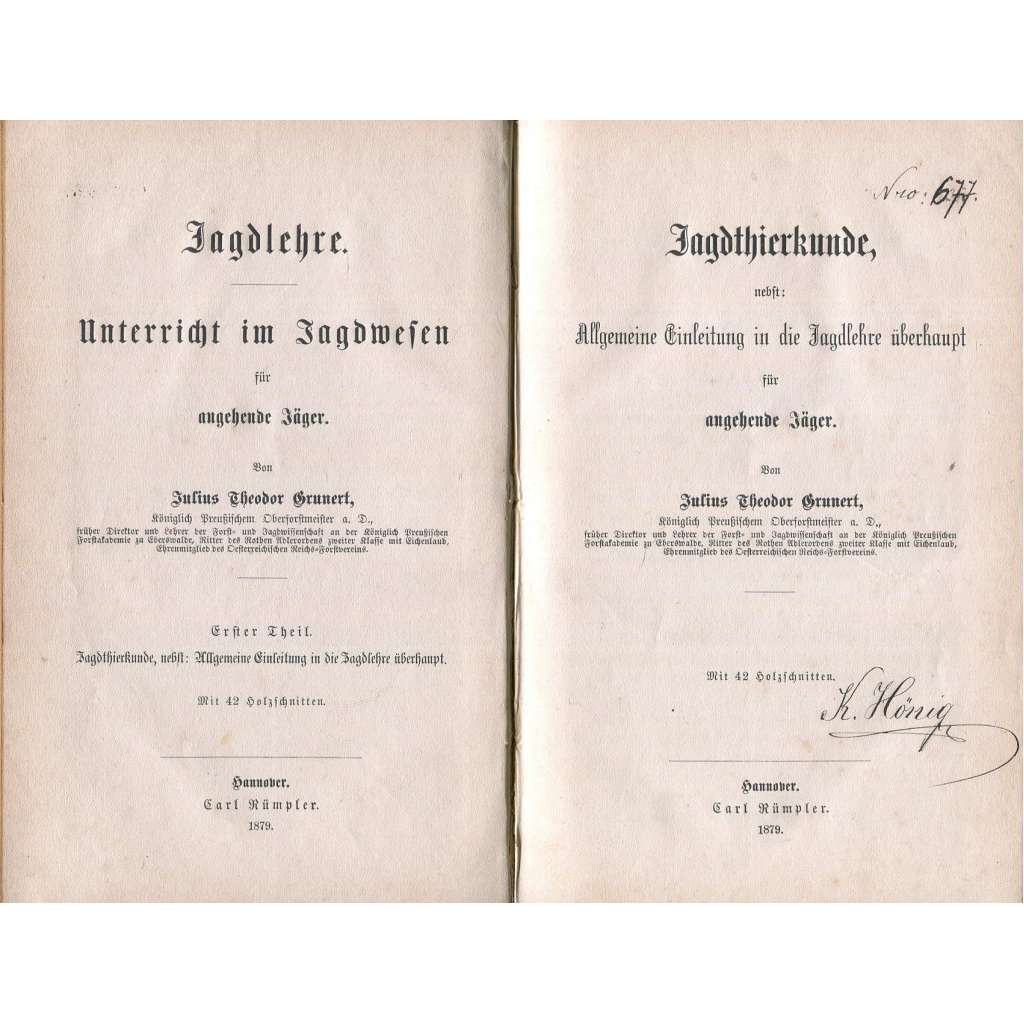 Jagdlehre.
Unterricht im Jagdwesen
für
angehende Jäger.
Von
Julius Theodor Grunert,
Königlich Preußischem Oberforstmeister a. D.,
früher Direktor und Lehrer der Forst- und Jagdwissenschaft an der Königlich Preußischen
Forstakademie zu Eberswalde, Ritter des Rothen Adlerordens zweiter Klasse mit Eichenlaub,
Ehrenmitglied des Oesterreichischen Reichs-Forstvereins.
Erster Theil.
Jagdthierkunde, nebst: Allgemeine Einleitung in die Jagdlehre überhaupt.
Mit 42 Holzschnitten.
Hannover.
Carl Rümpler.
1879.
Nro: 677.
Jagdthierkunde,
nebst:
Allgemeine Einleitung in die Jagdlehre überhaupt
für
angehende Jäger.
Von
Julius Theodor Grunert,
Königlich Preußischem Oberforstmeister a. D.,
früher Direktor und Lehrer der Forst- und Jagdwissenschaft an der Königlich Preußischen
Forstakademie zu Eberswalde, Ritter des Rothen Adlerordens zweiter Klasse mit Eichenlaub,
Ehrenmitglied des Oesterreichischen Reichs-Forstvereins.
Mit 42 Holzschnitten.
K. Hönig
Hannover.
Carl Rümpler.
1879.